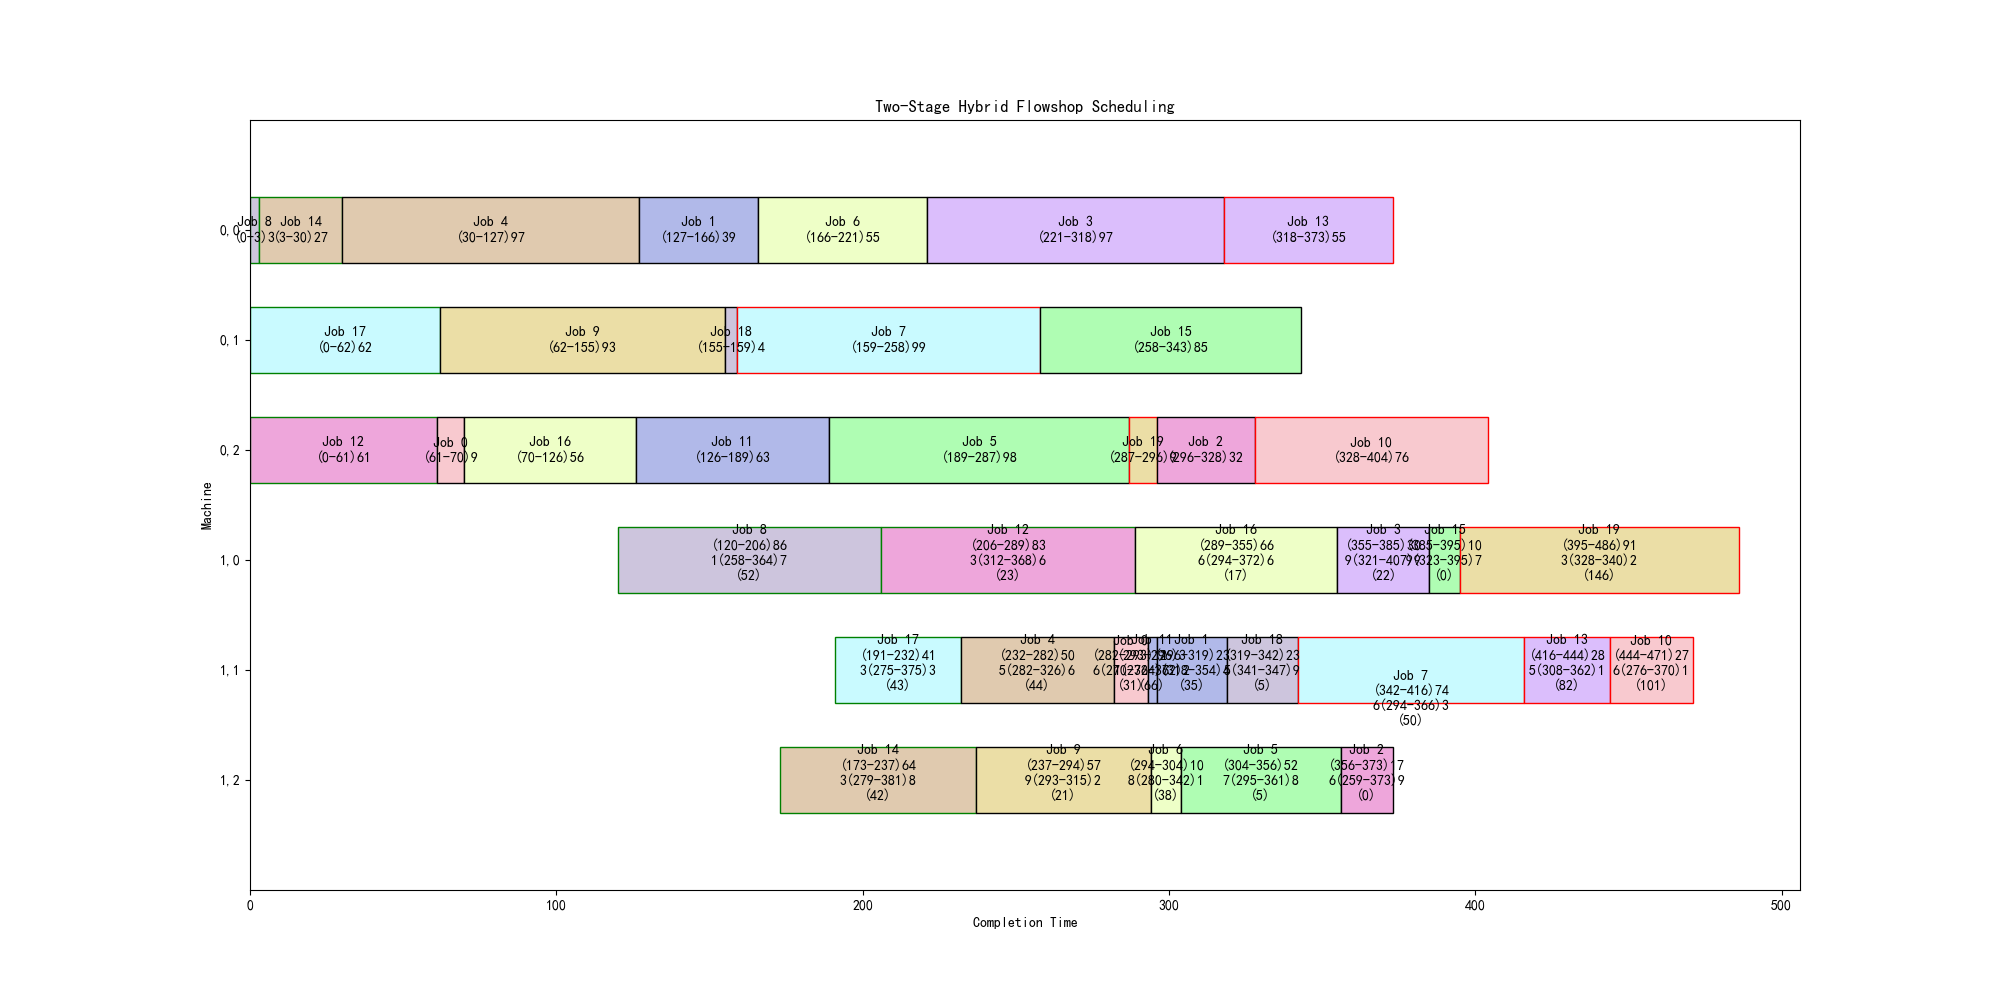 Two-Stage Hybrid Flowshop Scheduling
Machine
0,0
Job 8
(0-3)3
Job 14
(3-30)27
Job 4
(30-127)97
Job 1
(127-166)39
Job 6
(166-221)55
Job 3
(221-318)97
Job 13
(318-373)55
0,1
Job 17
(0-62)62
Job 9
(62-155)93
Job 18
(155-159)4
Job 7
(159-258)99
Job 15
(258-343)85
0,2
Job 12
(0-61)61
Job 0
(61-70)9
Job 16
(70-126)56
Job 11
(126-189)63
Job 5
(189-287)98
Job 19
(287-296)9
Job 2
(296-328)32
Job 10
(328-404)76
1,0
Job 8
(120-206)86
1(258-364)7
(52)
Job 12
(206-289)83
3(312-368)6
(23)
Job 16
(289-355)66
6(294-372)6
(17)
Job 3
(355-385)30
9(321-407)
(22)
Job 15
(385-395)10
(323-395)7
(0)
Job 19
(395-486)91
3(328-340)2
(146)
1,1
Job 17
(191-232)41
3(275-375)3
(43)
Job 4
(232-282)50
5(282-326)6
(44)
Job 0
(31)
Job 11
(66)
Job 1
(296-319)23
(35)
Job 18
(319-342)23
(341-347)9
(5)
Job 7
(342-416)74
6(294-366)3
(50)
Job 13
(416-444)28
5(308-362)1
(82)
Job 10
(444-471)27
6(276-370)1
(101)
1,2
Job 14
(173-237)64
3(279-381)8
(42)
Job 9
(237-294)57
9(293-315)2
(21)
Job 6
(294-304)10
8(280-342)1
(38)
Job 5
(304-356)52
7(295-361)8
(5)
Job 2
(356-373)17
6(259-373)9
(0)
0
100
200
300
400
500
Completion Time